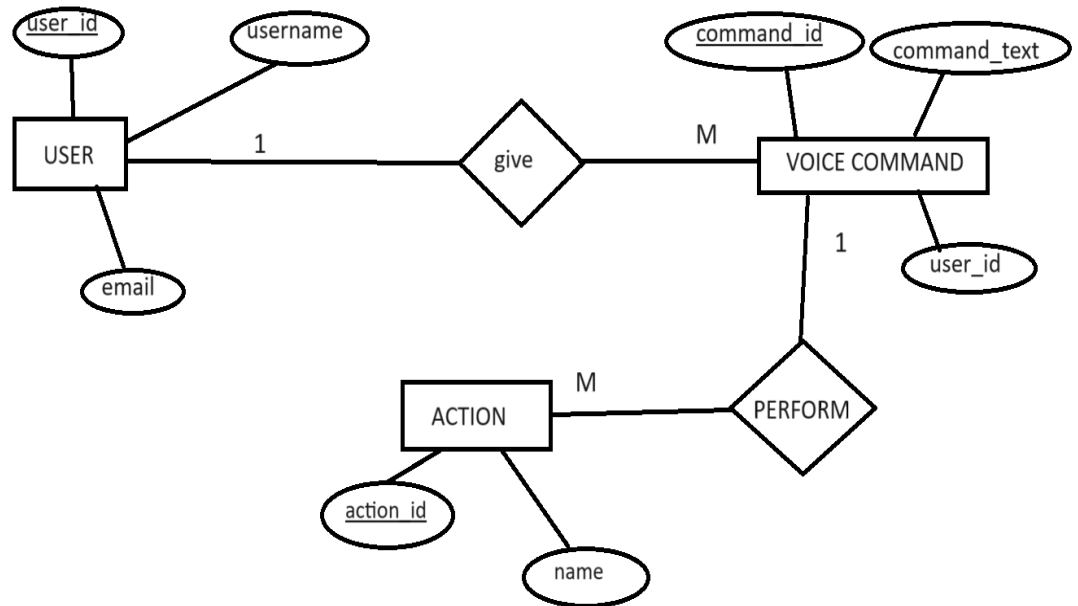 user_id
username
command_id
command_text
USER
1
give
M
VOICE COMMAND
email
1
user_id
ACTION
M
PERFORM
action_id
name